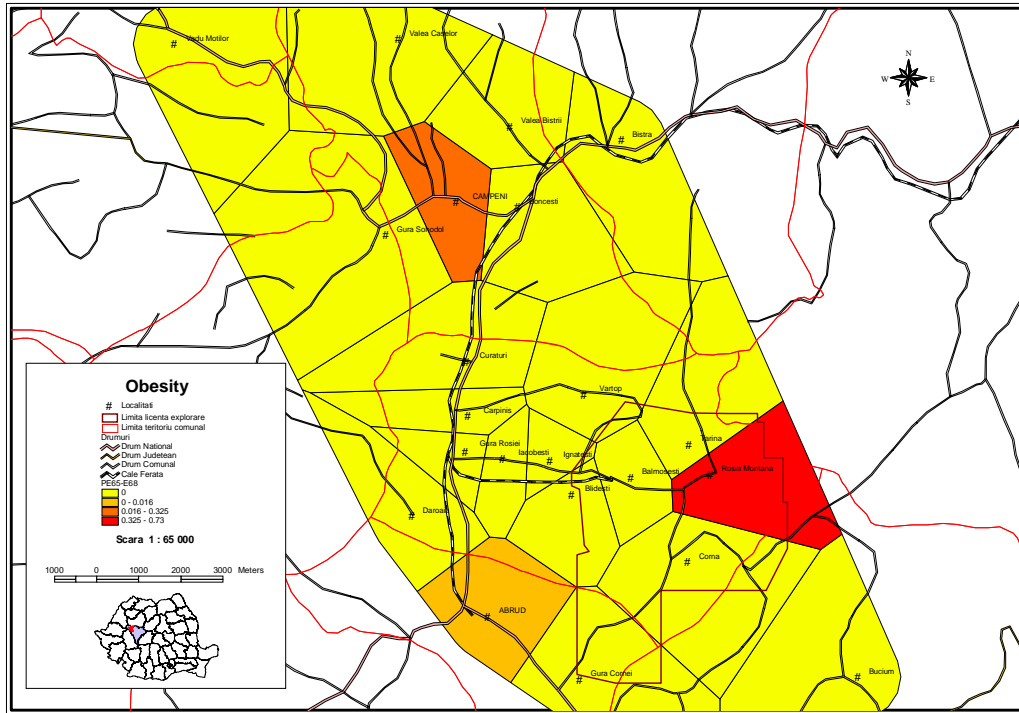 Vadu Motilor
Valea Caselor
N
W E
S
Valea Bistrii
Bistra
CAMPENI
Boncesti
Gura Sohodol
Curaturi
Vartop
Carpinis
Tarina
Gura Rosiei
Iacobesti
Ignatesti
Rosia Montana
Balmosesti
Blidesti
Daroaia
Corna
ABRUD
Gura Cornei
Bucium
Obesity
# Localitati
Limita licenta explorare
Limita teritoriu comunal
Drumuri
Drum National
Drum Judetean
Drum Comunal
Cale Ferata
PE65-E68
0
0 - 0.016
0.016 - 0.325
0.325 - 0.73
Scara 1 : 65 000
1000 0 1000 2000 3000 Meters